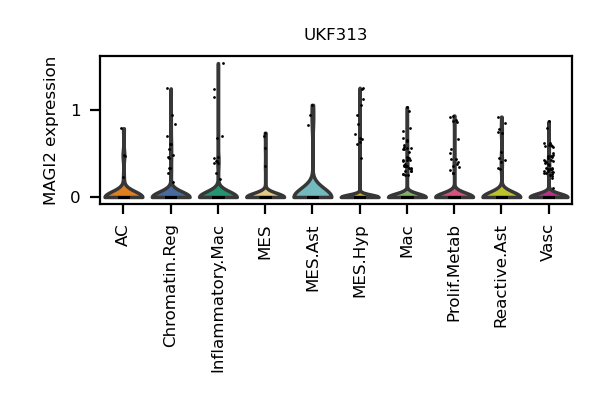 UKF313
MAGI2 expression
1
0
AC
Chromatin.Reg
Inflammatory.Mac
MES
MES.Ast
MES.Hyp
Mac
Prolif.Metab
Reactive.Ast
Vasc